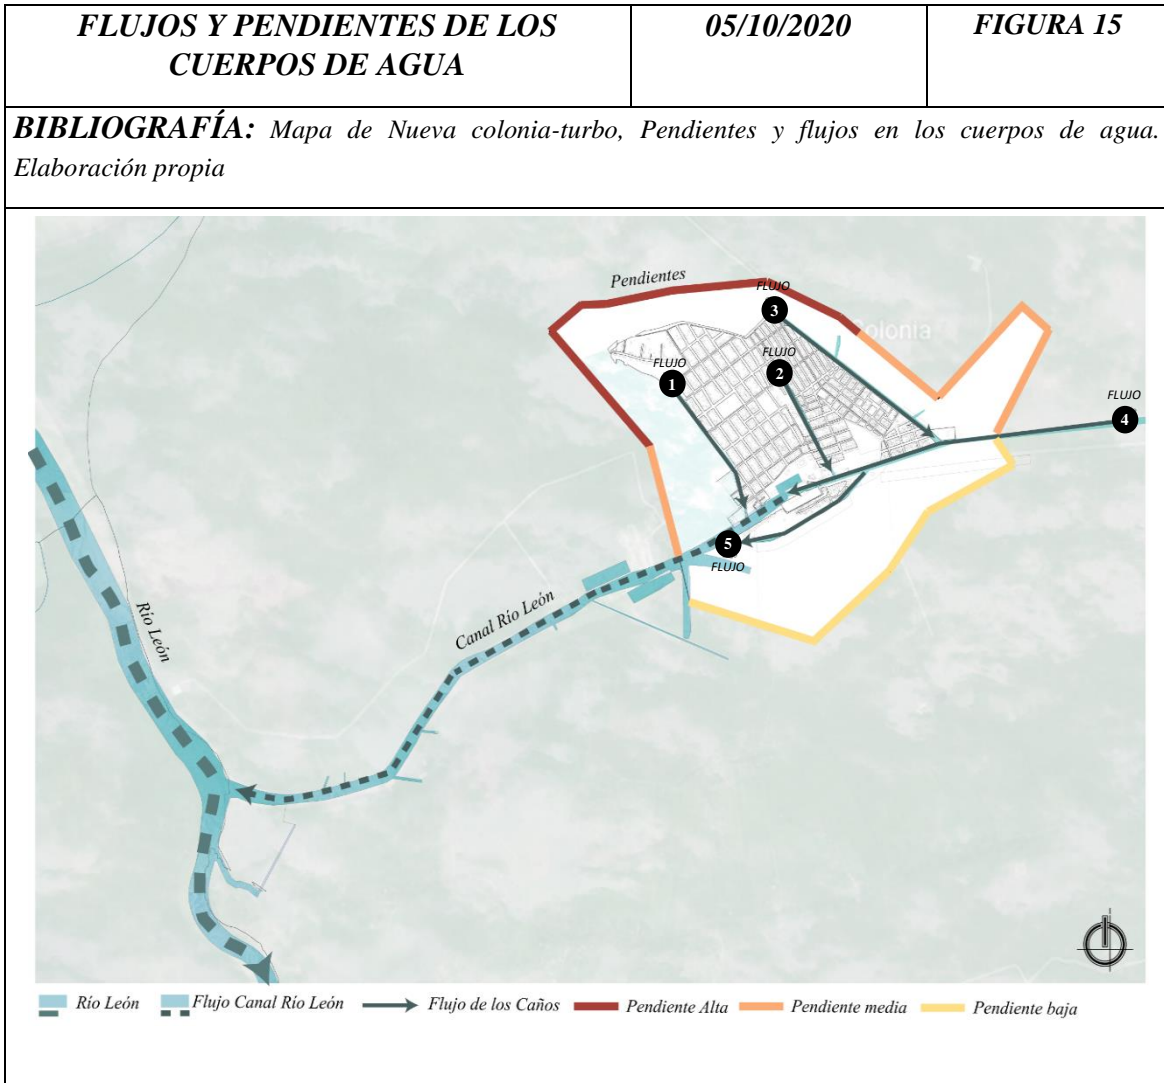 FLUJOS Y PENDIENTES DE LOS
CUERPOS DE AGUA
05/10/2020
FIGURA 15
BIBLIOGRAFÍA: Mapa de Nueva colonia-turbo, Pendientes y flujos en los cuerpos de agua.
Elaboración propia
Pendientes
FLUJO
3
Colonia
FLUJO
1
FLUJO
2
FLUJO
4
5
FLUJO
Canal Río León
Río León
Río León
Flujo Canal Río León
Flujo de los Caños
Pendiente Alta
Pendiente media
Pendiente baja